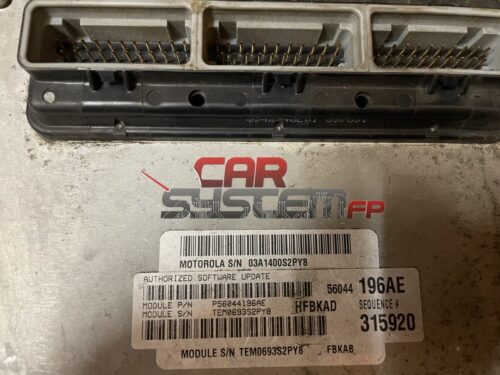 CAR
SYSTEM FP
MOTOROLA S/N 03A1400S2PY8
AUTHORIZED SOFTWARE UPDATE
56044 196AE
MODULE P/N P56044196AE HFBKAD SEQUENCE #
MODULE S/N TEM0693S2PY8 315920
MODULE S/N TEM0693S2PY8 FBKAB